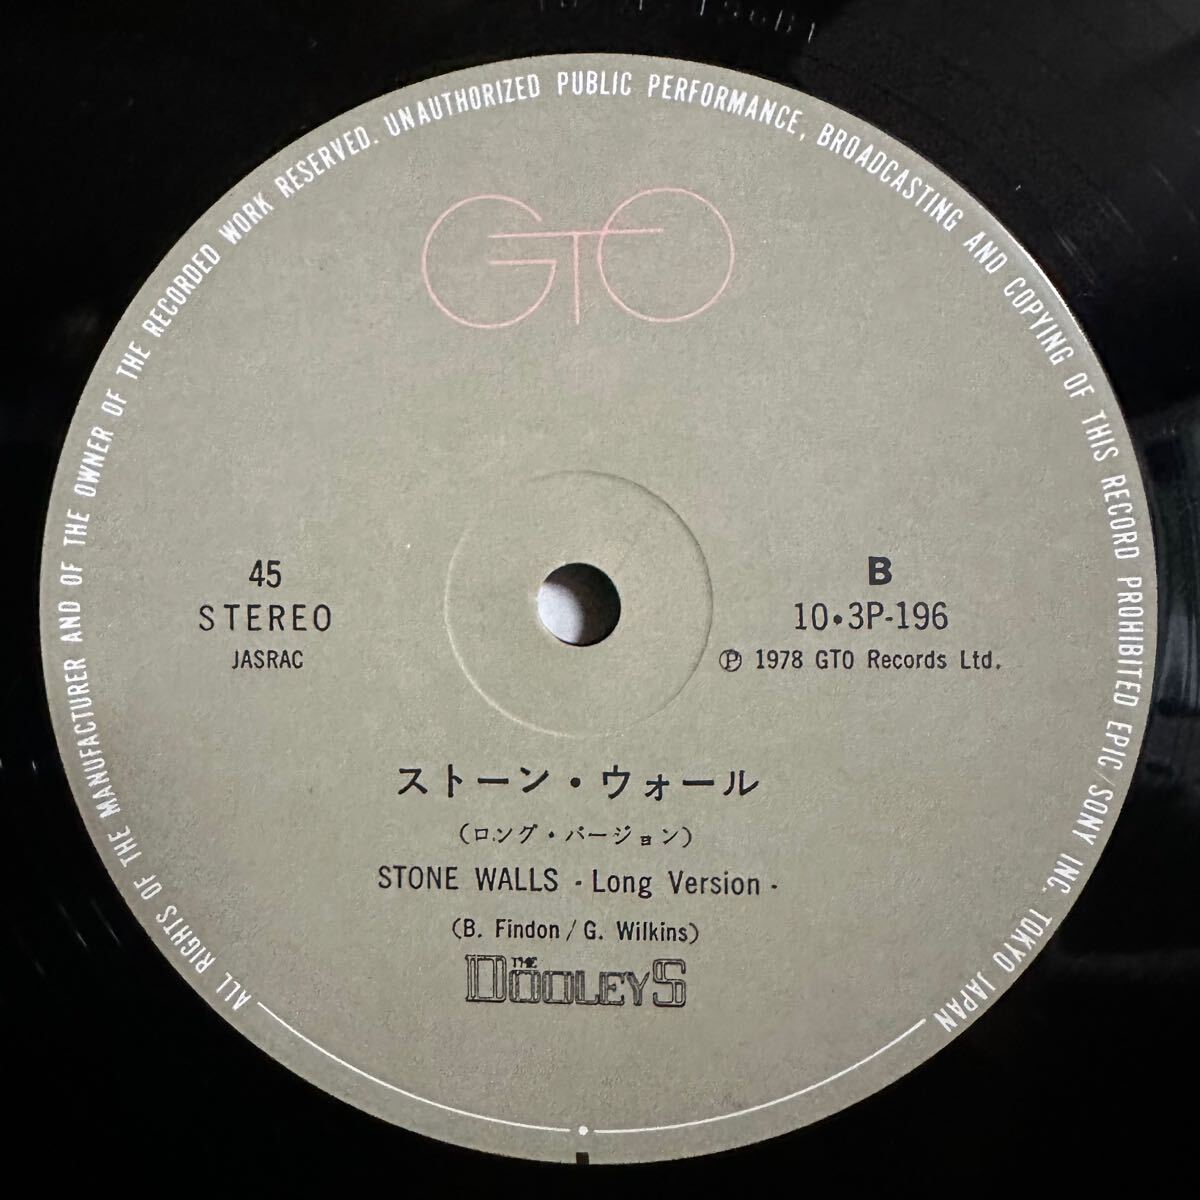 ALL RIGHTS OF THE MANUFACTURER AND OF THE OWNER OF THE RECORDED WORK RESERVED. UNAUTHORIZED PUBLIC PERFORMANCE, BROADCASTING AND COPYING OF THIS RECORD PROHIBITED EPIC/SONY INC. TOKYO JAPAN
GTO
45
STEREO
JASRAC
B
10・3P-196
Ⓟ 1978 GTO Records Ltd.
ストーン・ウォール
(ロング・バージョン)
STONE WALLS - Long Version -
(B. Findon / G. Wilkins)
THE DOOLEYS